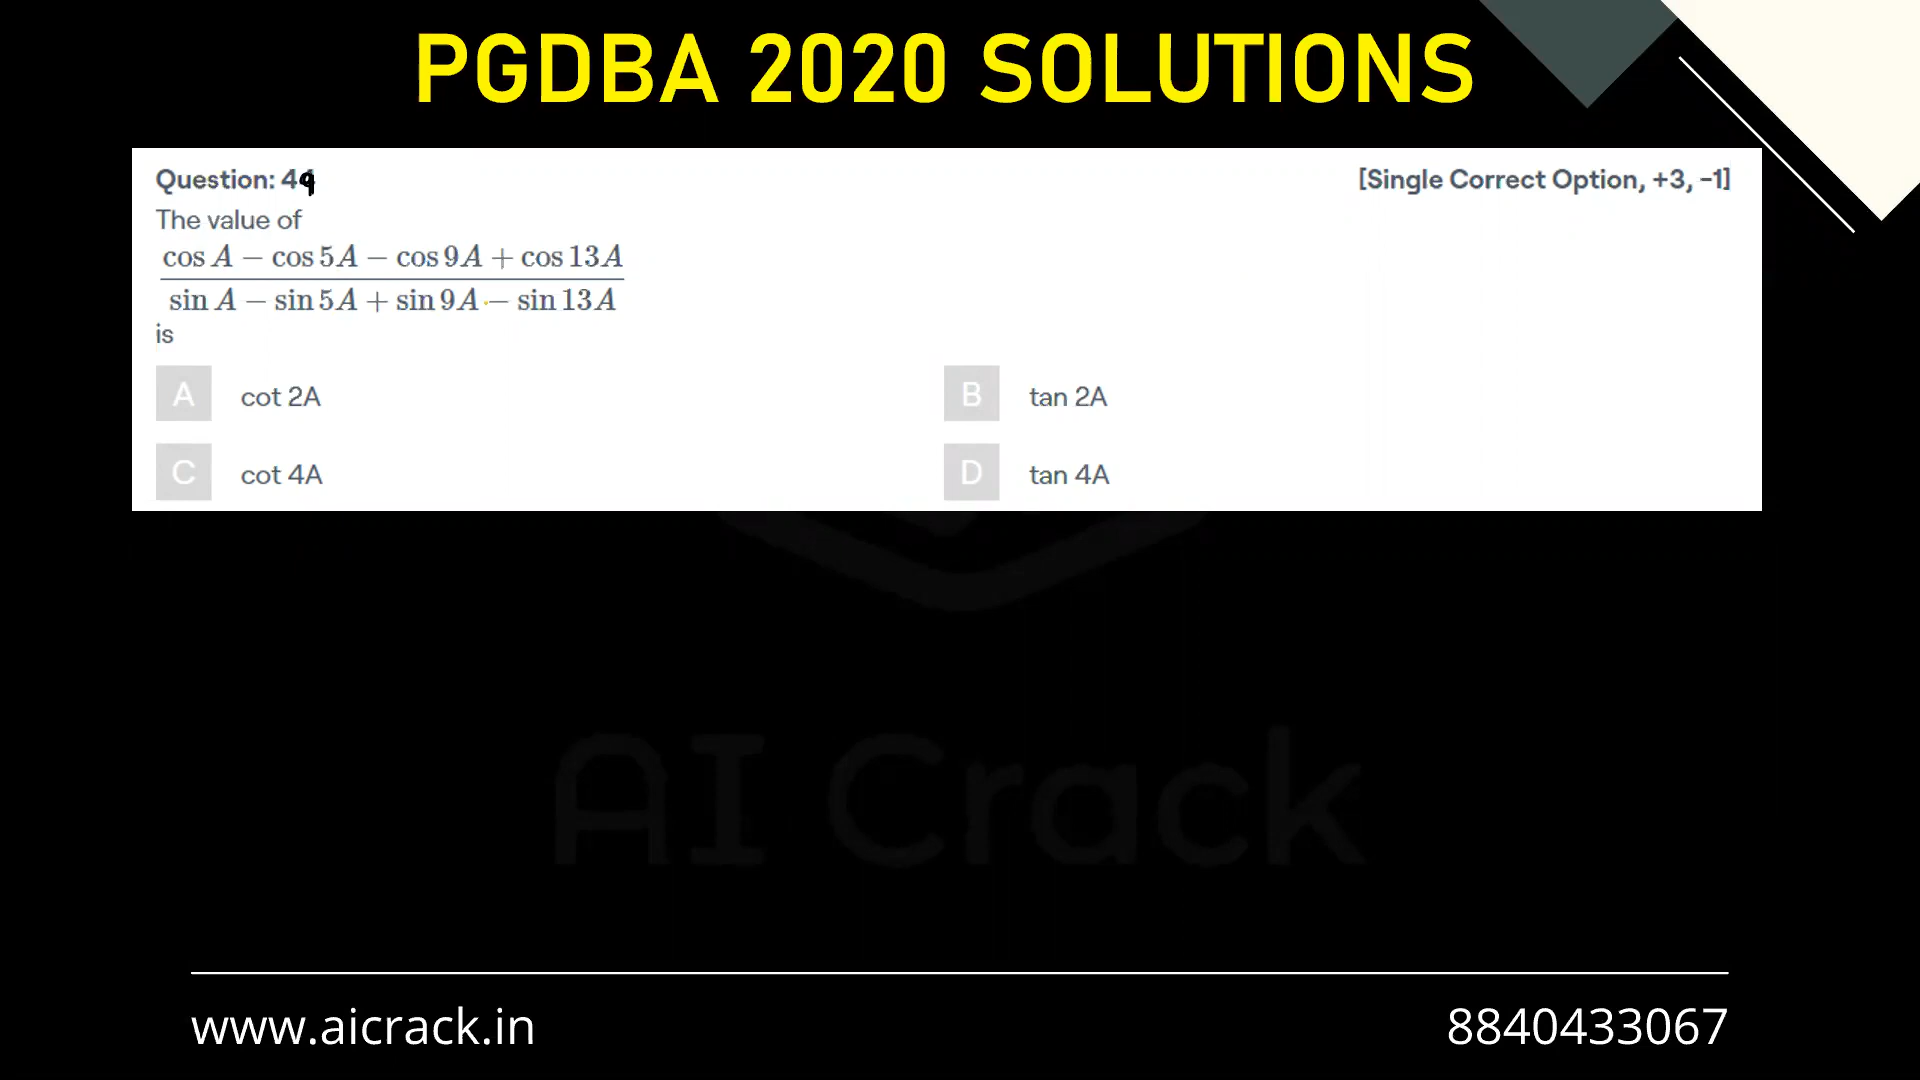 PGDBA 2020 SOLUTIONS
Question: 49 [Single Correct Option, +3, -1]
The value of
cos A − cos 5A − cos 9A + cos 13A
sin A − sin 5A + sin 9A − sin 13A
is
A cot 2A B tan 2A
C cot 4A D tan 4A
AI Crack
www.aicrack.in 8840433067